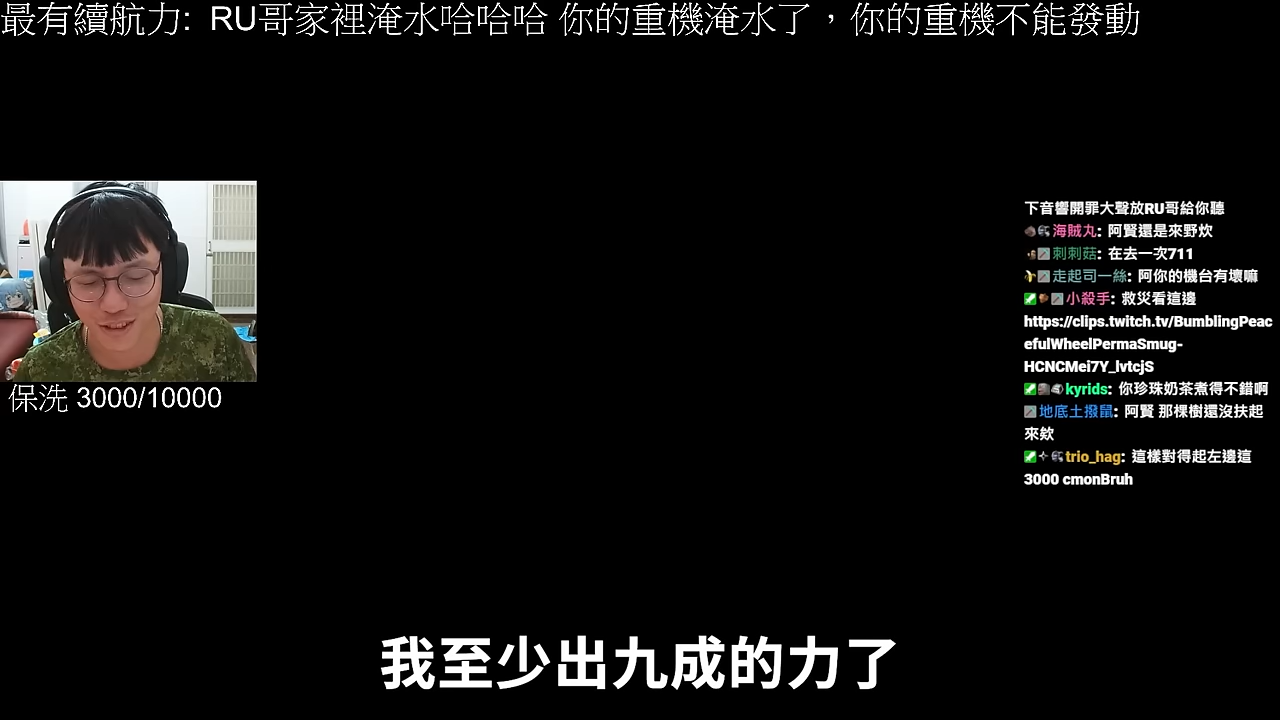 最有續航力: RU哥家裡淹水哈哈哈 你的重機淹水了，你的重機不能發動
下音響開罪大聲放RU哥給你聽
海賊丸: 阿賢還是來野炊
刺刺菇: 在去一次711
走起司一絲: 阿你的機台有壞嘛
小殺手: 救災看這邊
https://clips.twitch.tv/BumblingPeac
efulWheelPermaSmug-
HCNCMei7Y_lvtcjS
保洗 3000/10000
kyrids: 你珍珠奶茶煮得不錯啊
地底土撥鼠: 阿賢 那棵樹還沒扶起
來欸
trio_hag: 這樣對得起左邊這
3000 cmonBruh
我至少出九成的力了